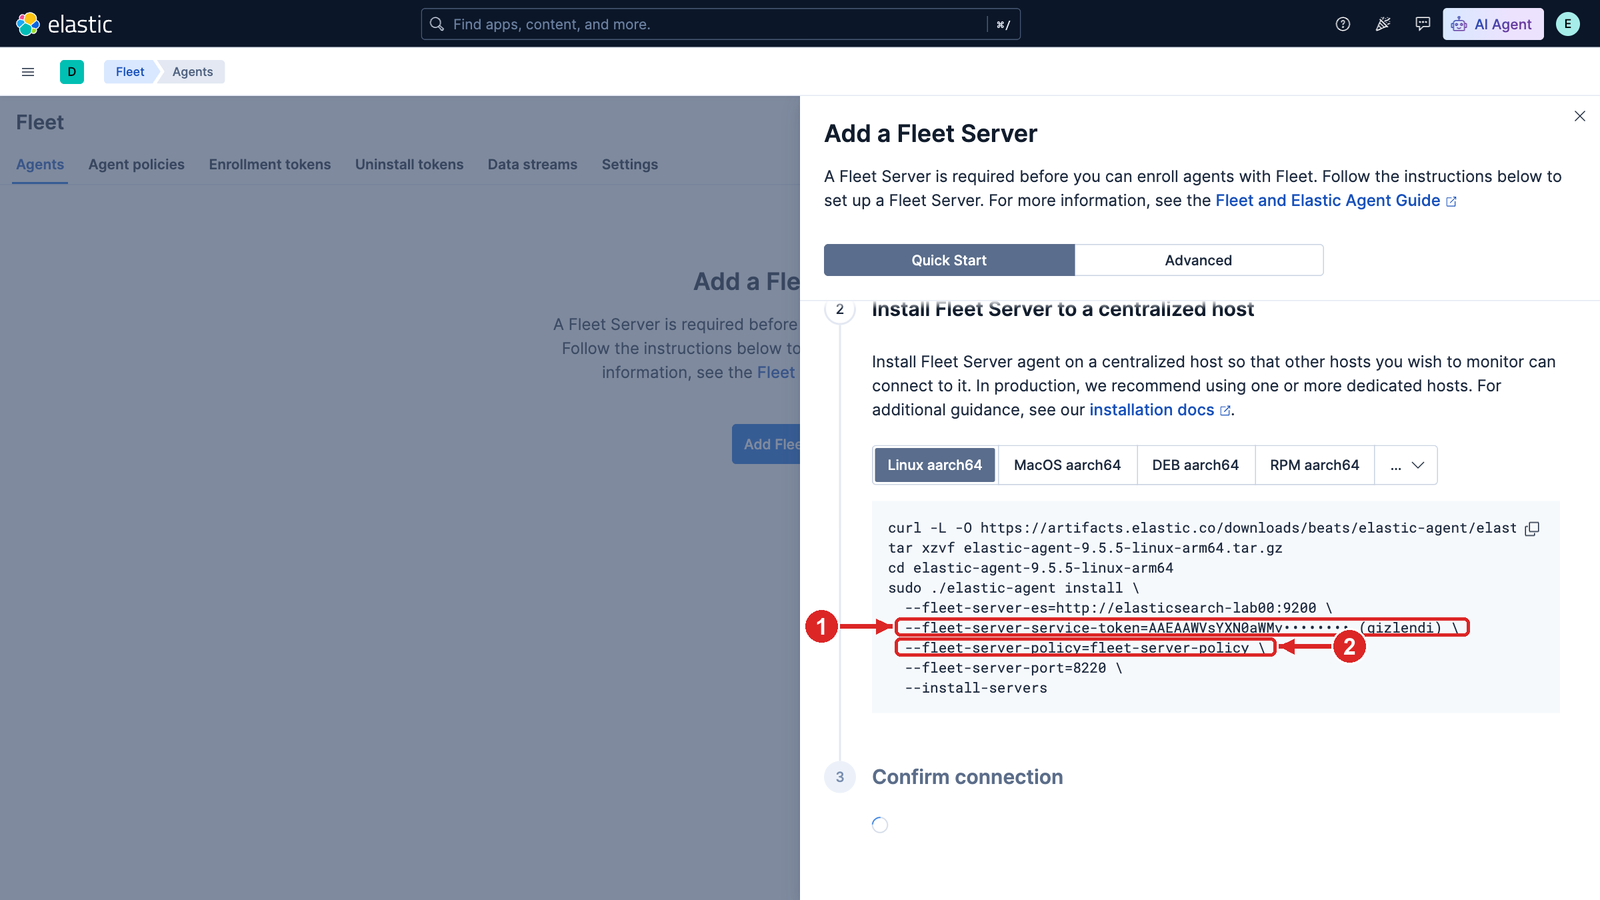 elastic
Find apps, content, and more.
⌘/
AI Agent
E
D
Fleet
Agents
Fleet
Agents
Agent policies
Enrollment tokens
Uninstall tokens
Data streams
Settings
Add a Fle
A Fleet Server is required before
Follow the instructions below to
information, see the Fleet
Add Flee
Add a Fleet Server
A Fleet Server is required before you can enroll agents with Fleet. Follow the instructions below to
set up a Fleet Server. For more information, see the Fleet and Elastic Agent Guide
Quick Start
Advanced
2
Install Fleet Server to a centralized host
Install Fleet Server agent on a centralized host so that other hosts you wish to monitor can
connect to it. In production, we recommend using one or more dedicated hosts. For
additional guidance, see our installation docs.
Linux aarch64
MacOS aarch64
DEB aarch64
RPM aarch64
...
curl -L -O https://artifacts.elastic.co/downloads/beats/elastic-agent/elast
tar xzvf elastic-agent-9.5.5-linux-arm64.tar.gz
cd elastic-agent-9.5.5-linux-arm64
sudo ./elastic-agent install \
--fleet-server-es=http://elasticsearch-lab00:9200 \
1
--fleet-server-service-token=AAEAAWVsYXN0aWMv•••••••• (gizlendi) \
--fleet-server-policy=fleet-server-policy \
2
--fleet-server-port=8220 \
--install-servers
3
Confirm connection